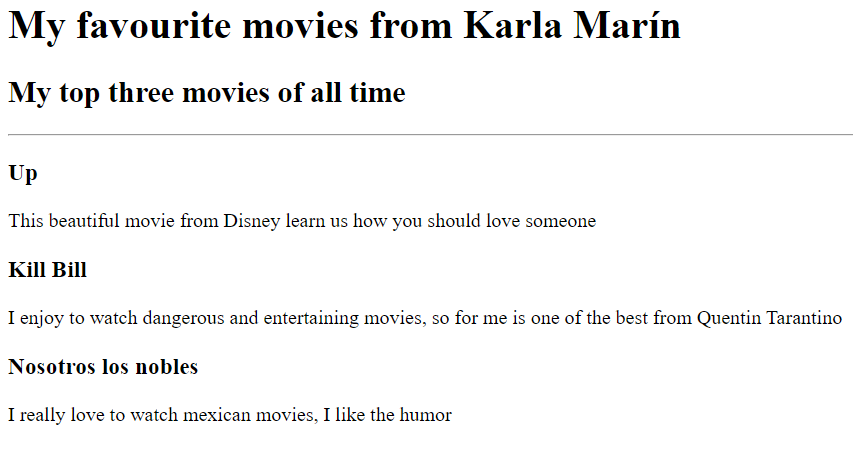 My favourite movies from Karla Marín
My top three movies of all time
Up
This beautiful movie from Disney learn us how you should love someone
Kill Bill
I enjoy to watch dangerous and entertaining movies, so for me is one of the best from Quentin Tarantino
Nosotros los nobles
I really love to watch mexican movies, I like the humor